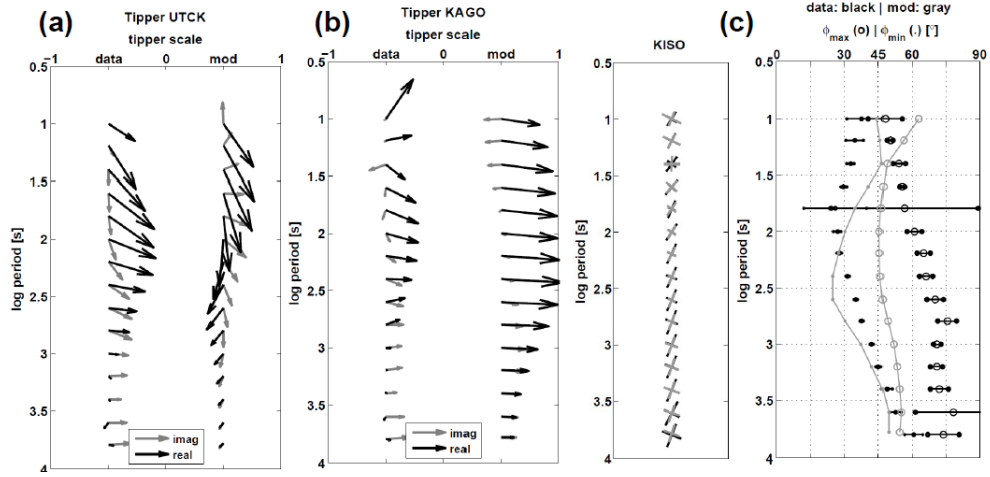 (a)
Tipper UTCK
tipper scale
−1 data 0 mod 1
0.5
1
1.5
2
2.5
3
3.5
4
log period [s]
imag
real
(b)
Tipper KAGO
tipper scale
−1 data 0 mod 1
0.5
1
1.5
2
2.5
3
3.5
4
log period [s]
imag
real
KISO
0.5
1
1.5
2
2.5
3
3.5
4
log period [s]
(c)
data: black | mod: gray
ϕmax (o) | ϕmin (.) [°]
0 15 30 45 60 75 90
0.5
1
1.5
2
2.5
3
3.5
4
log period [s]